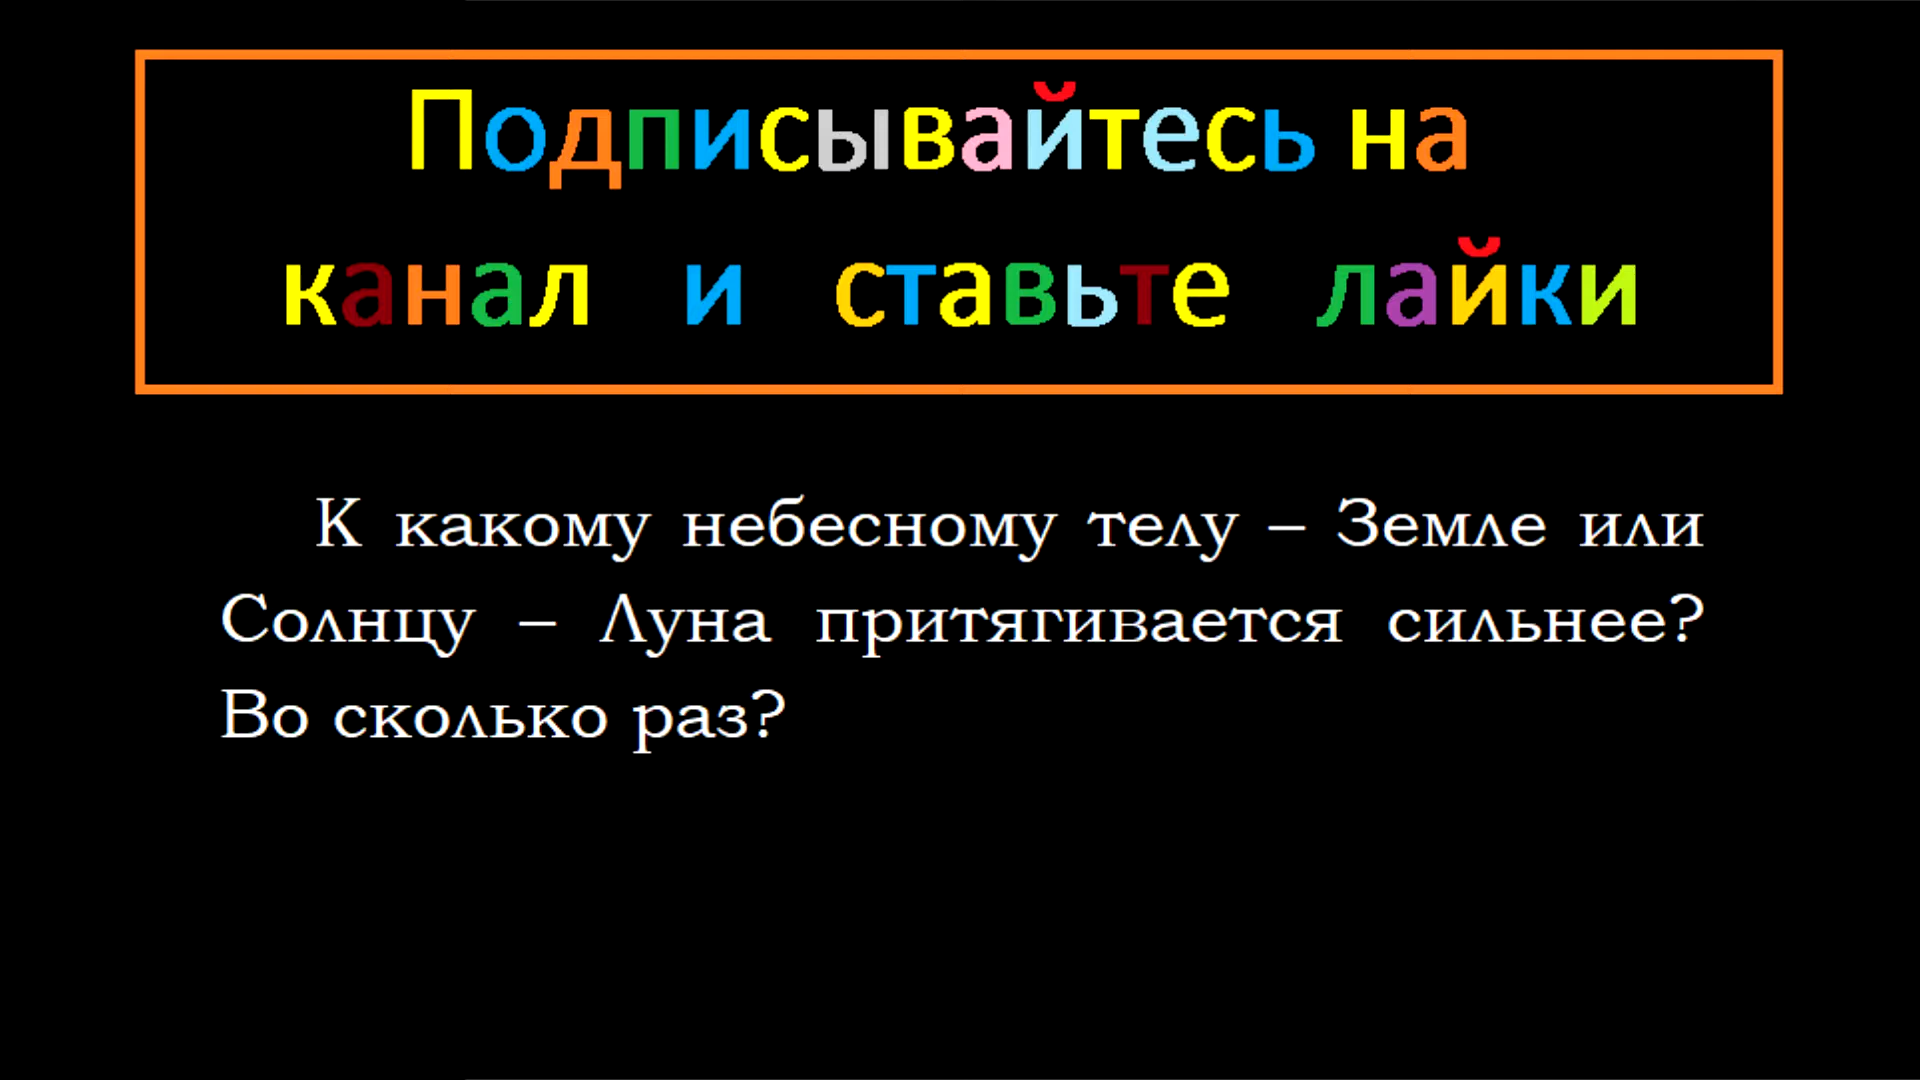 Подписывайтесь на
канал и ставьте лайки
К какому небесному телу – Земле или
Солнцу – Луна притягивается сильнее?
Во сколько раз?